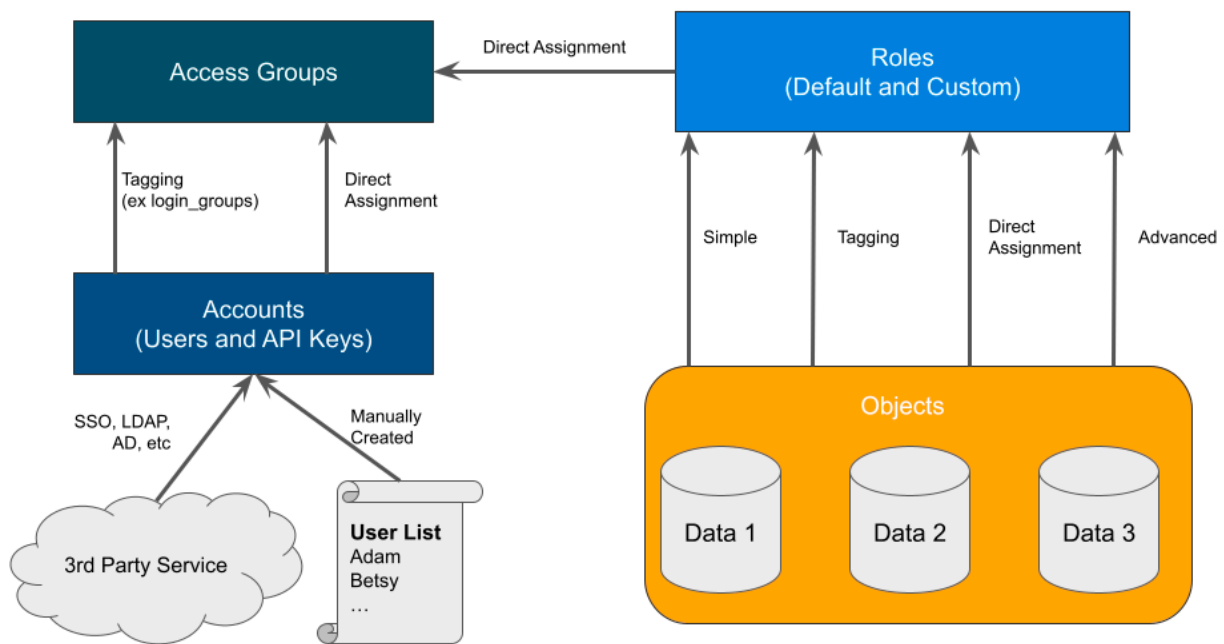 Access Groups
Direct Assignment
Roles
(Default and Custom)
Tagging
(ex login_groups)
Direct
Assignment
Simple
Tagging
Direct
Assignment
Advanced
Accounts
(Users and API Keys)
SSO, LDAP,
AD, etc
Manually
Created
3rd Party Service
User List
Adam
Betsy
…
Objects
Data 1
Data 2
Data 3